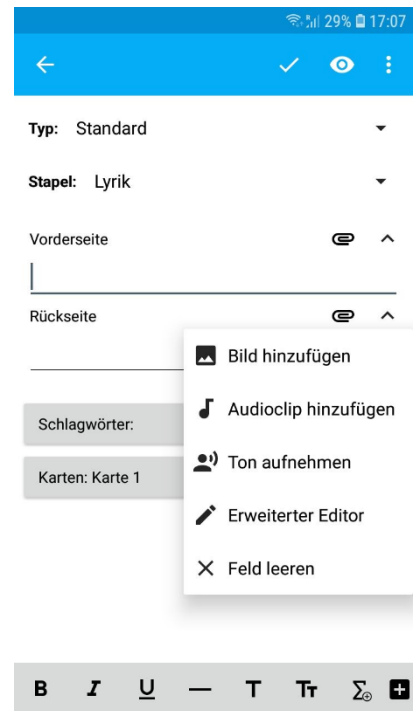 29% 17:07
Typ: Standard
Stapel: Lyrik
Vorderseite
Rückseite
Bild hinzufügen
Audioclip hinzufügen
Schlagwörter:
Ton aufnehmen
Karten: Karte 1
Erweiterter Editor
Feld leeren
B I U — T TT Σ